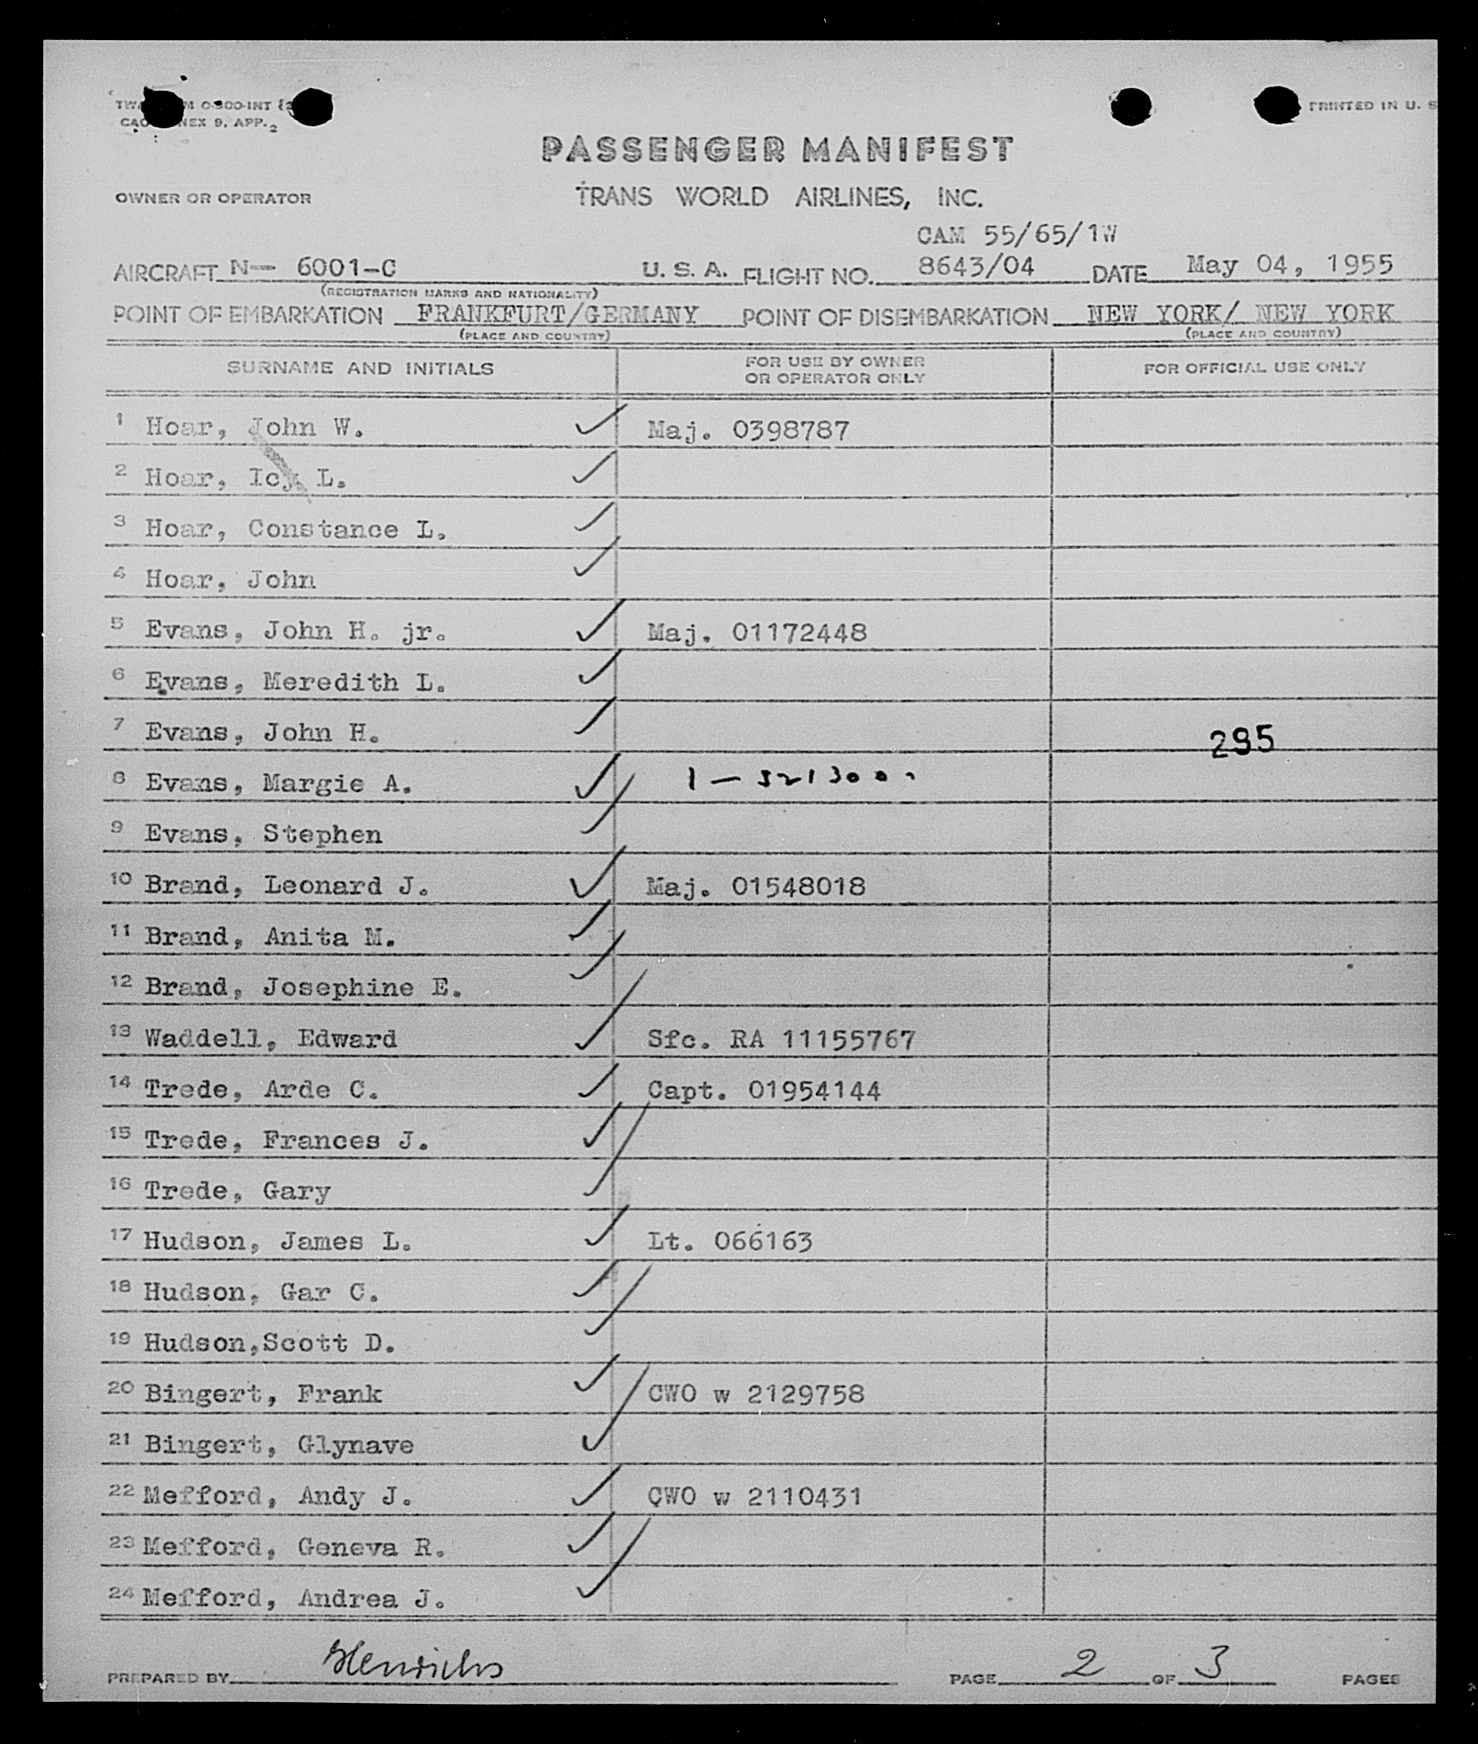 PRINTED IN U. S
PASSENGER MANIFEST
OWNER OR OPERATOR TRANS WORLD AIRLINES, INC.
CAM 55/65/1W
AIRCRAFT N-- 6001-C U. S. A. FLIGHT NO. 8643/04 DATE May 04, 1955
(REGISTRATION MARKS AND NATIONALITY)
POINT OF EMBARKATION FRANKFURT/GERMANY POINT OF DISEMBARKATION NEW YORK/ NEW YORK
(PLACE AND COUNTRY) (PLACE AND COUNTRY)
SURNAME AND INITIALS FOR USE BY OWNER OR OPERATOR ONLY FOR OFFICIAL USE ONLY
1 Hoar, John W. ✓ Maj. 0398787
2 Hoar, Icy L. ✓
3 Hoar, Constance L. ✓
4 Hoar, John ✓
5 Evans, John H. jr. ✓ Maj. 01172448
6 Evans, Meredith L. ✓
7 Evans, John H. ✓ 295
8 Evans, Margie A. ✓
9 Evans, Stephen ✓
10 Brand, Leonard J. ✓ Maj. 01548018
11 Brand, Anita M. ✓
12 Brand, Josephine E. ✓
13 Waddell, Edward ✓ Sfc. RA 11155767
14 Trede, Arde C. ✓ Capt. 01954144
15 Trede, Frances J. ✓
16 Trede, Gary ✓
17 Hudson, James L. ✓ Lt. 066163
18 Hudson, Gar C. ✓
19 Hudson,Scott D. ✓
20 Bingert, Frank ✓ CWO w 2129758
21 Bingert, Glynave ✓
22 Mefford, Andy J. ✓ CWO w 2110431
23 Mefford, Geneva R. ✓
24 Mefford, Andrea J. ✓
PREPARED BY Henrichs PAGE 2 OF 3 PAGES